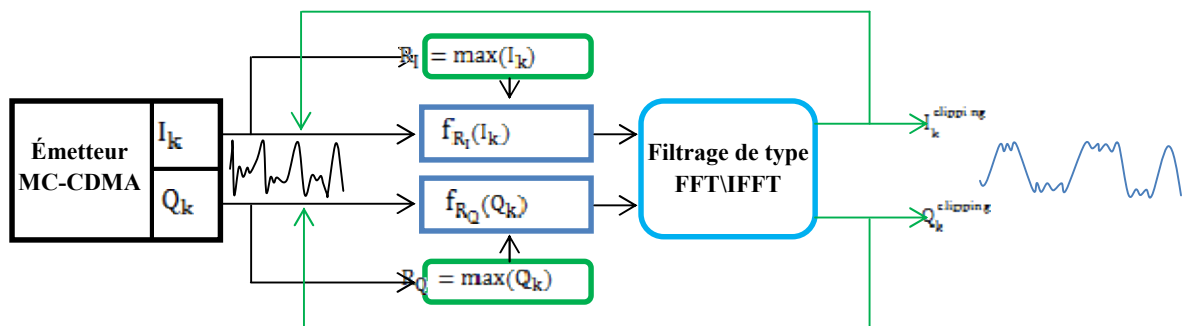 R_I = max(I_k)
Émetteur
MC-CDMA
I_k
Q_k
f_{R_I}(I_k)
f_{R_Q}(Q_k)
Filtrage de type
FFT\IFFT
I_k^{clipping}
Q_k^{clipping}
R_Q = max(Q_k)